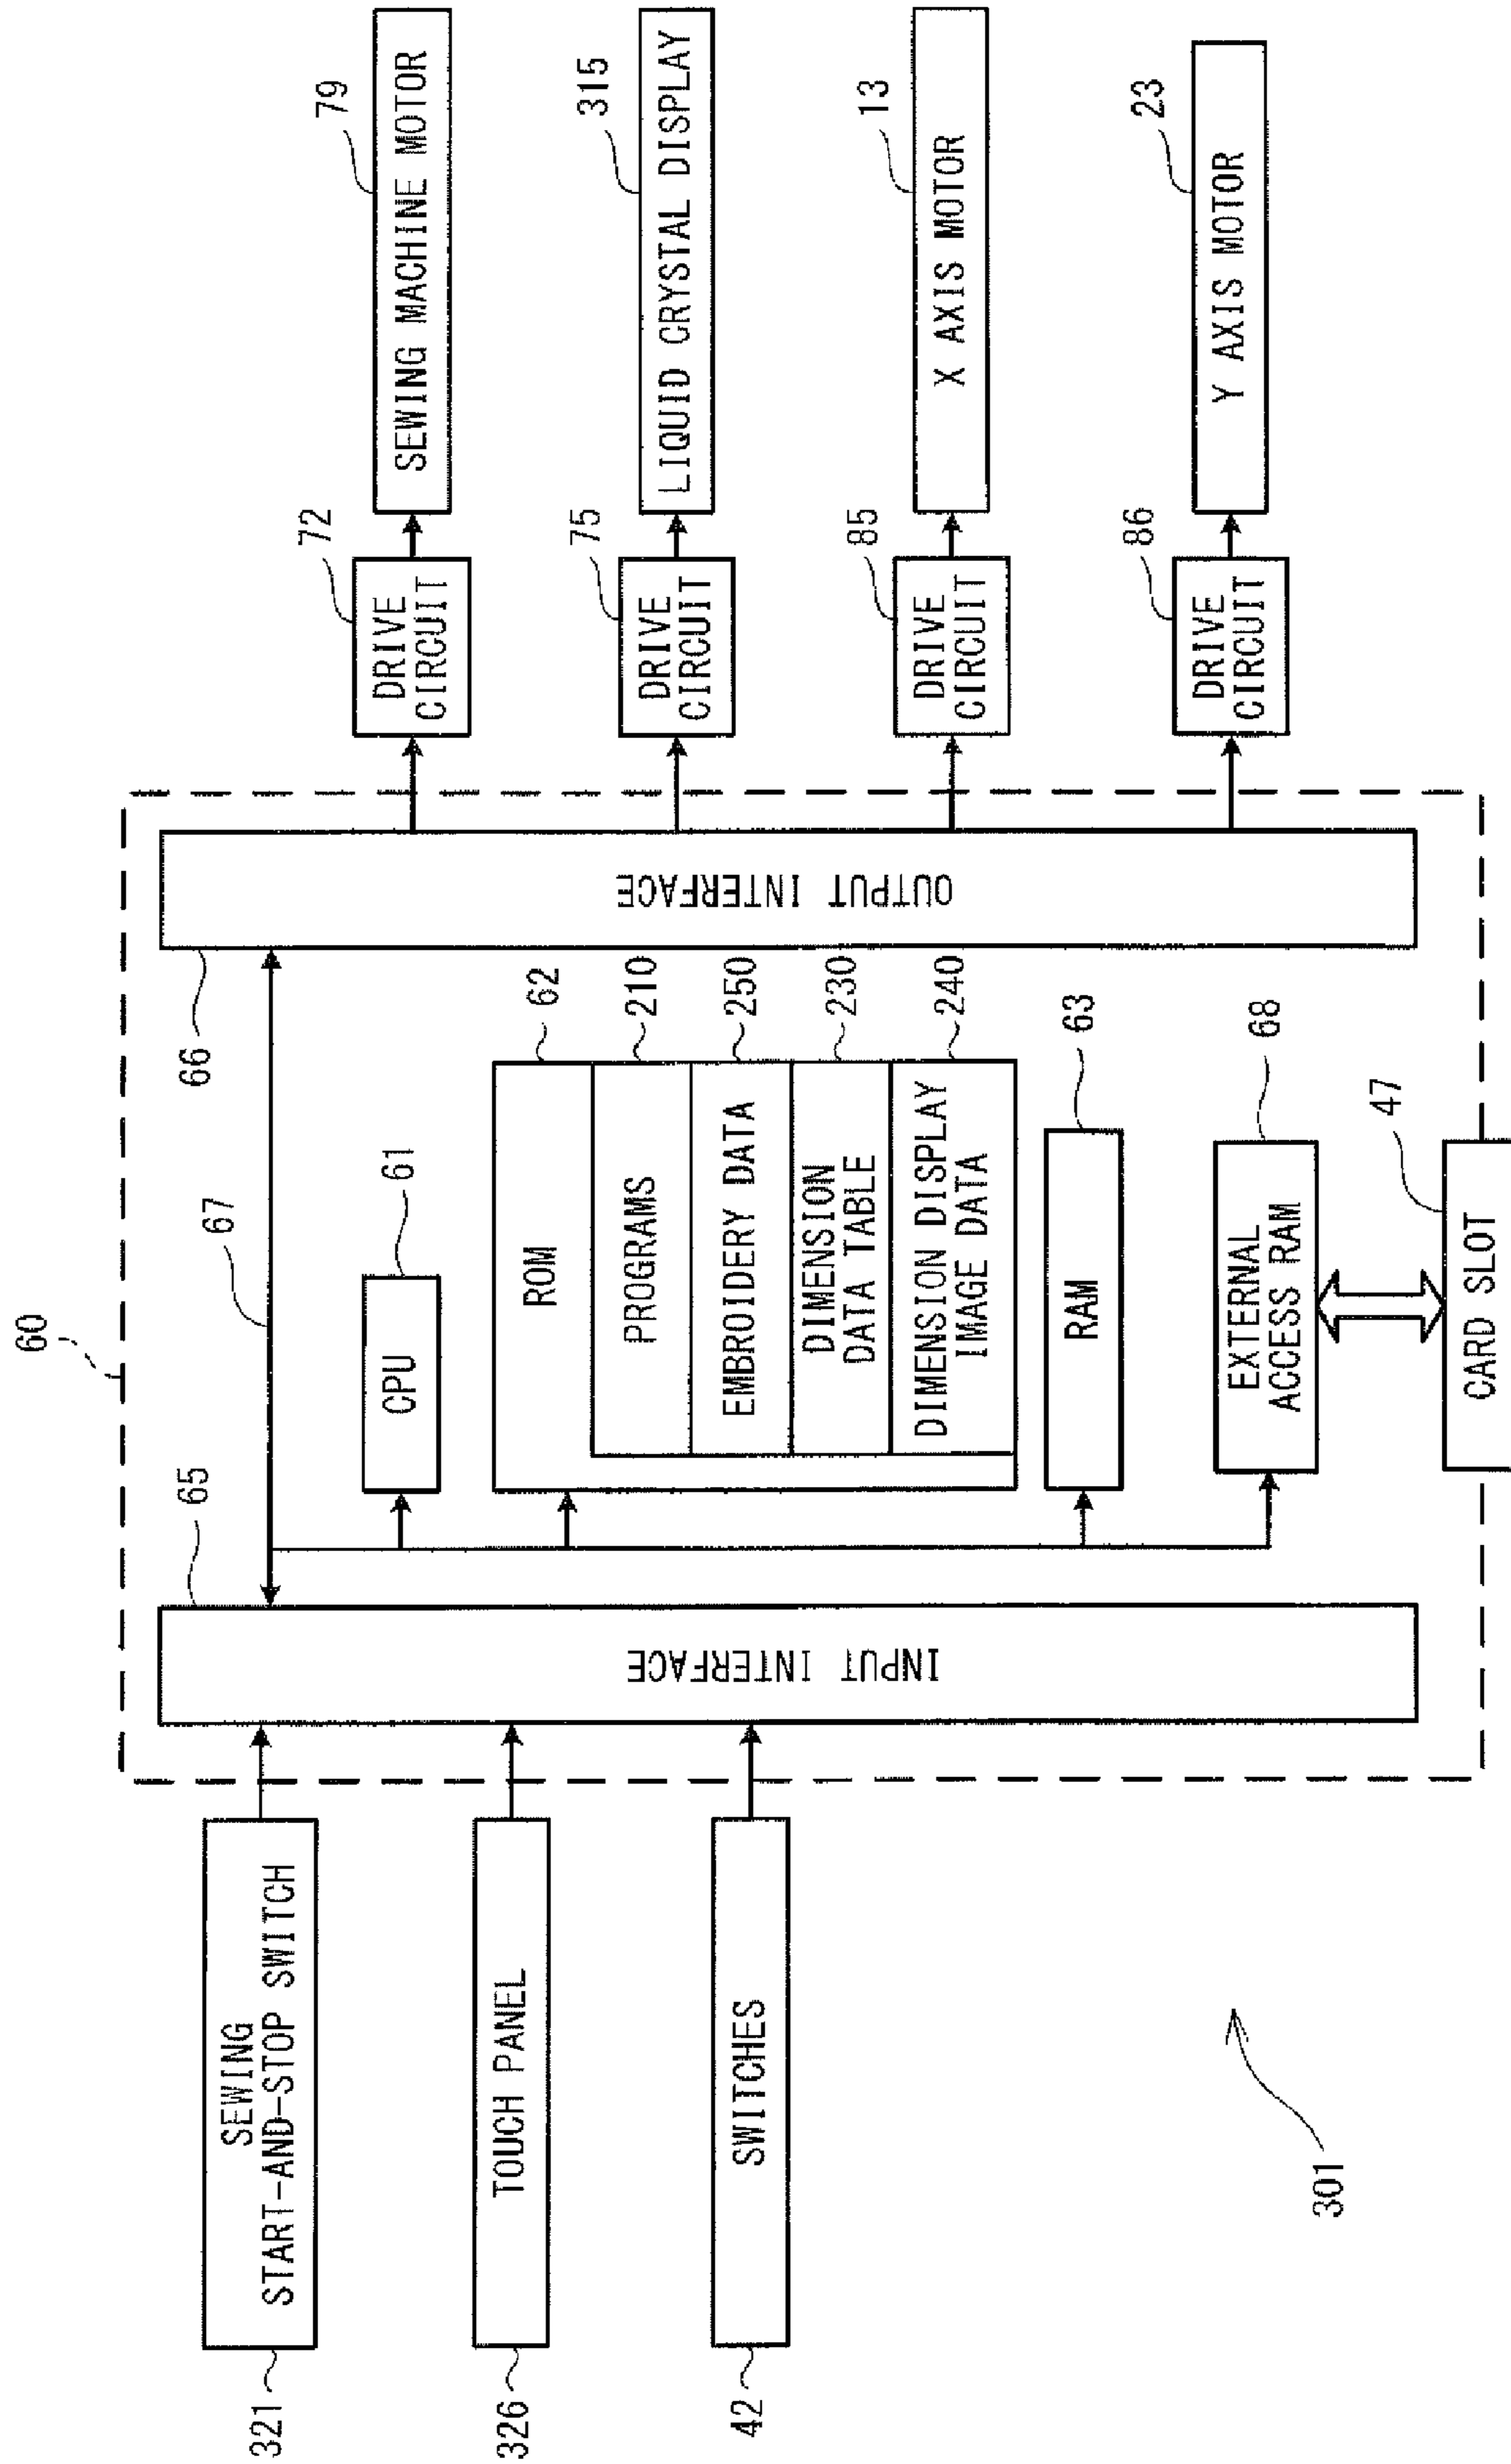 60
67
65
66
321
SEWING
START-AND-STOP SWITCH
326
TOUCH PANEL
42
SWITCHES
INPUT INTERFACE
CPU
61
ROM
62
PROGRAMS
210
EMBROIDERY DATA
250
DIMENSION
DATA TABLE
230
DIMENSION DISPLAY
IMAGE DATA
240
RAM
63
EXTERNAL
ACCESS RAM
68
CARD SLOT
47
OUTPUT INTERFACE
72
DRIVE
CIRCUIT
79
SEWING MACHINE MOTOR
75
DRIVE
CIRCUIT
315
LIQUID CRYSTAL DISPLAY
85
DRIVE
CIRCUIT
13
X AXIS MOTOR
86
DRIVE
CIRCUIT
23
Y AXIS MOTOR
301